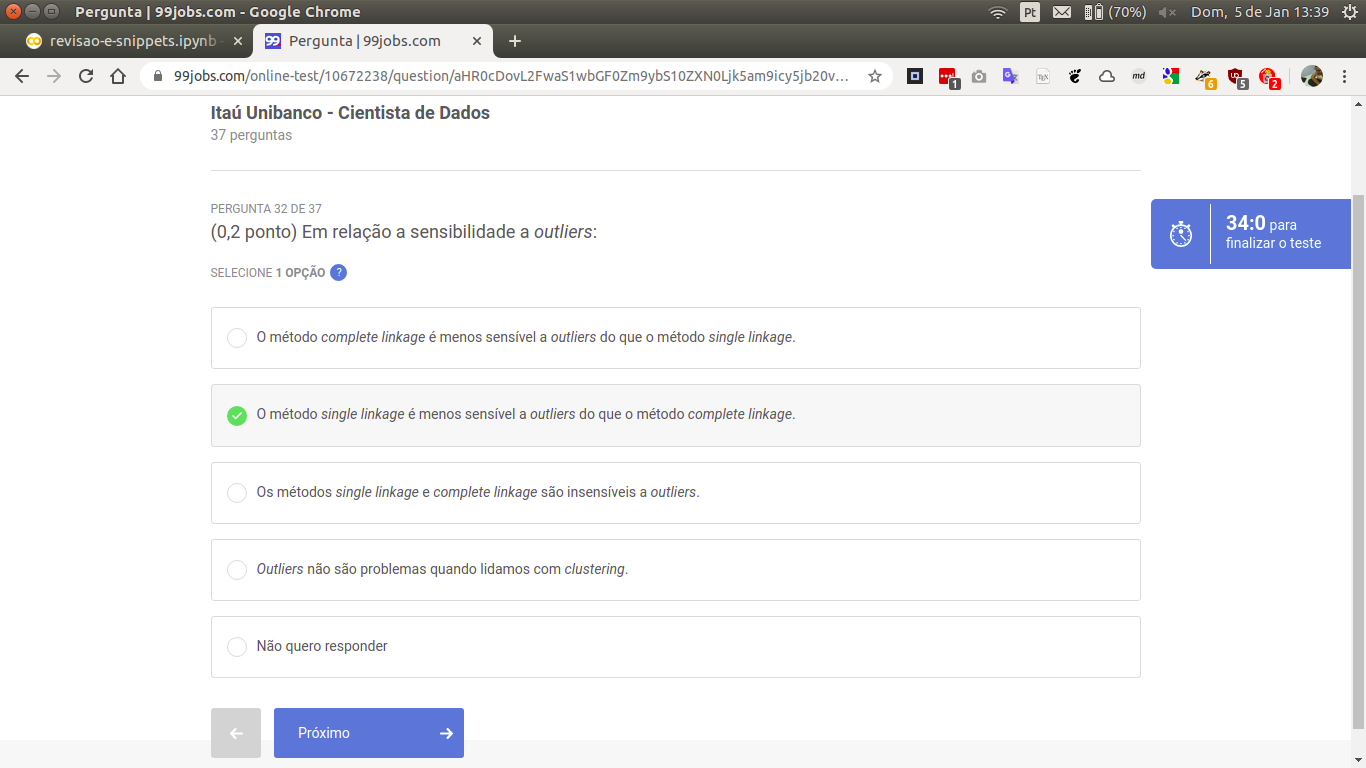 Pergunta | 99jobs.com - Google Chrome
Pt
(70%)
Dom, 5 de Jan 13:39
revisao-e-snippets.ipynb
Pergunta | 99jobs.com
99jobs.com/online-test/10672238/question/aHR0cDovL2FwaS1wbGF0Zm9ybS10ZXN0Ljk5am9icy5jb20v...
1
md
6
5
2
Itaú Unibanco - Cientista de Dados
37 perguntas
PERGUNTA 32 DE 37
(0,2 ponto) Em relação a sensibilidade a outliers:
34:0 para
finalizar o teste
SELECIONE 1 OPÇÃO ?
O método complete linkage é menos sensível a outliers do que o método single linkage.
O método single linkage é menos sensível a outliers do que o método complete linkage.
Os métodos single linkage e complete linkage são insensíveis a outliers.
Outliers não são problemas quando lidamos com clustering.
Não quero responder
Próximo